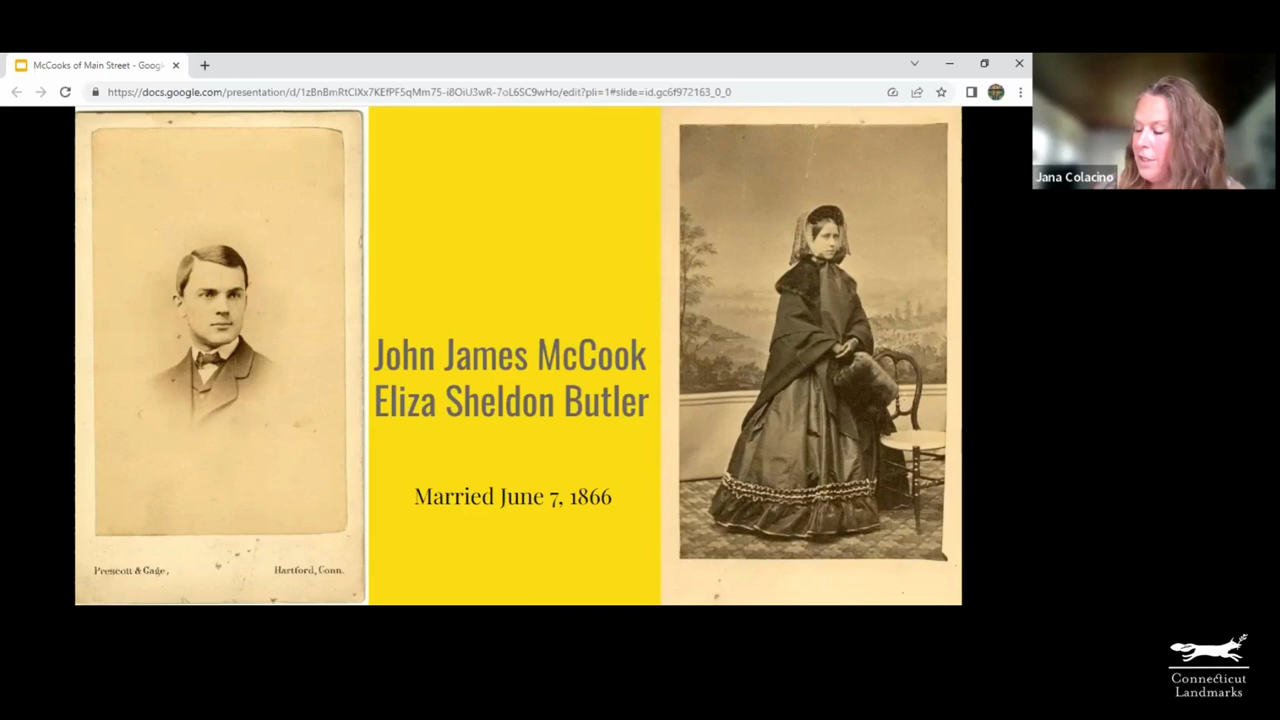 McCooks of Main Street - Googl
https://docs.google.com/presentation/d/1zBnBmRtCIXx7KEfPF5qMm75-i8OiU3wR-7oL6SC9wHo/edit?pli=1#slide=id.gc6f972163_0_0
Jana Colacino
John James McCook
Eliza Sheldon Butler
Married June 7, 1866
Prescott & Gage, Hartford, Conn.
Connecticut
Landmarks